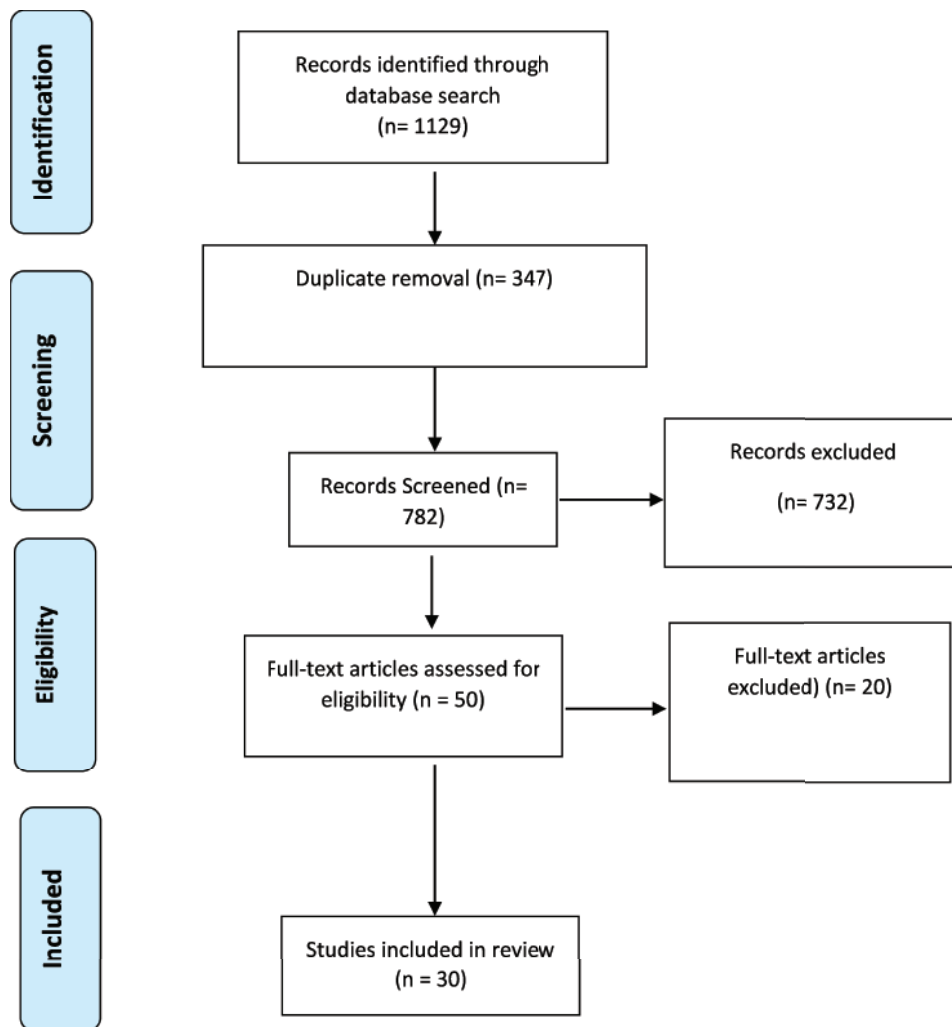 Identification
Records identified through
database search
(n= 1129)
Duplicate removal (n= 347)
Screening
Records Screened (n=
782)
Records excluded
(n= 732)
Eligibility
Full-text articles assessed for
eligibility (n = 50)
Full-text articles
excluded) (n= 20)
Included
Studies included in review
(n = 30)